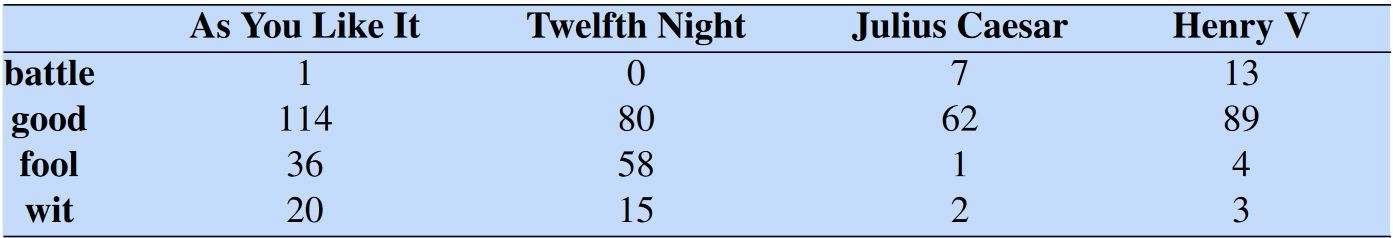 As You Like It Twelfth Night Julius Caesar Henry V
battle 1 0 7 13
good 114 80 62 89
fool 36 58 1 4
wit 20 15 2 3